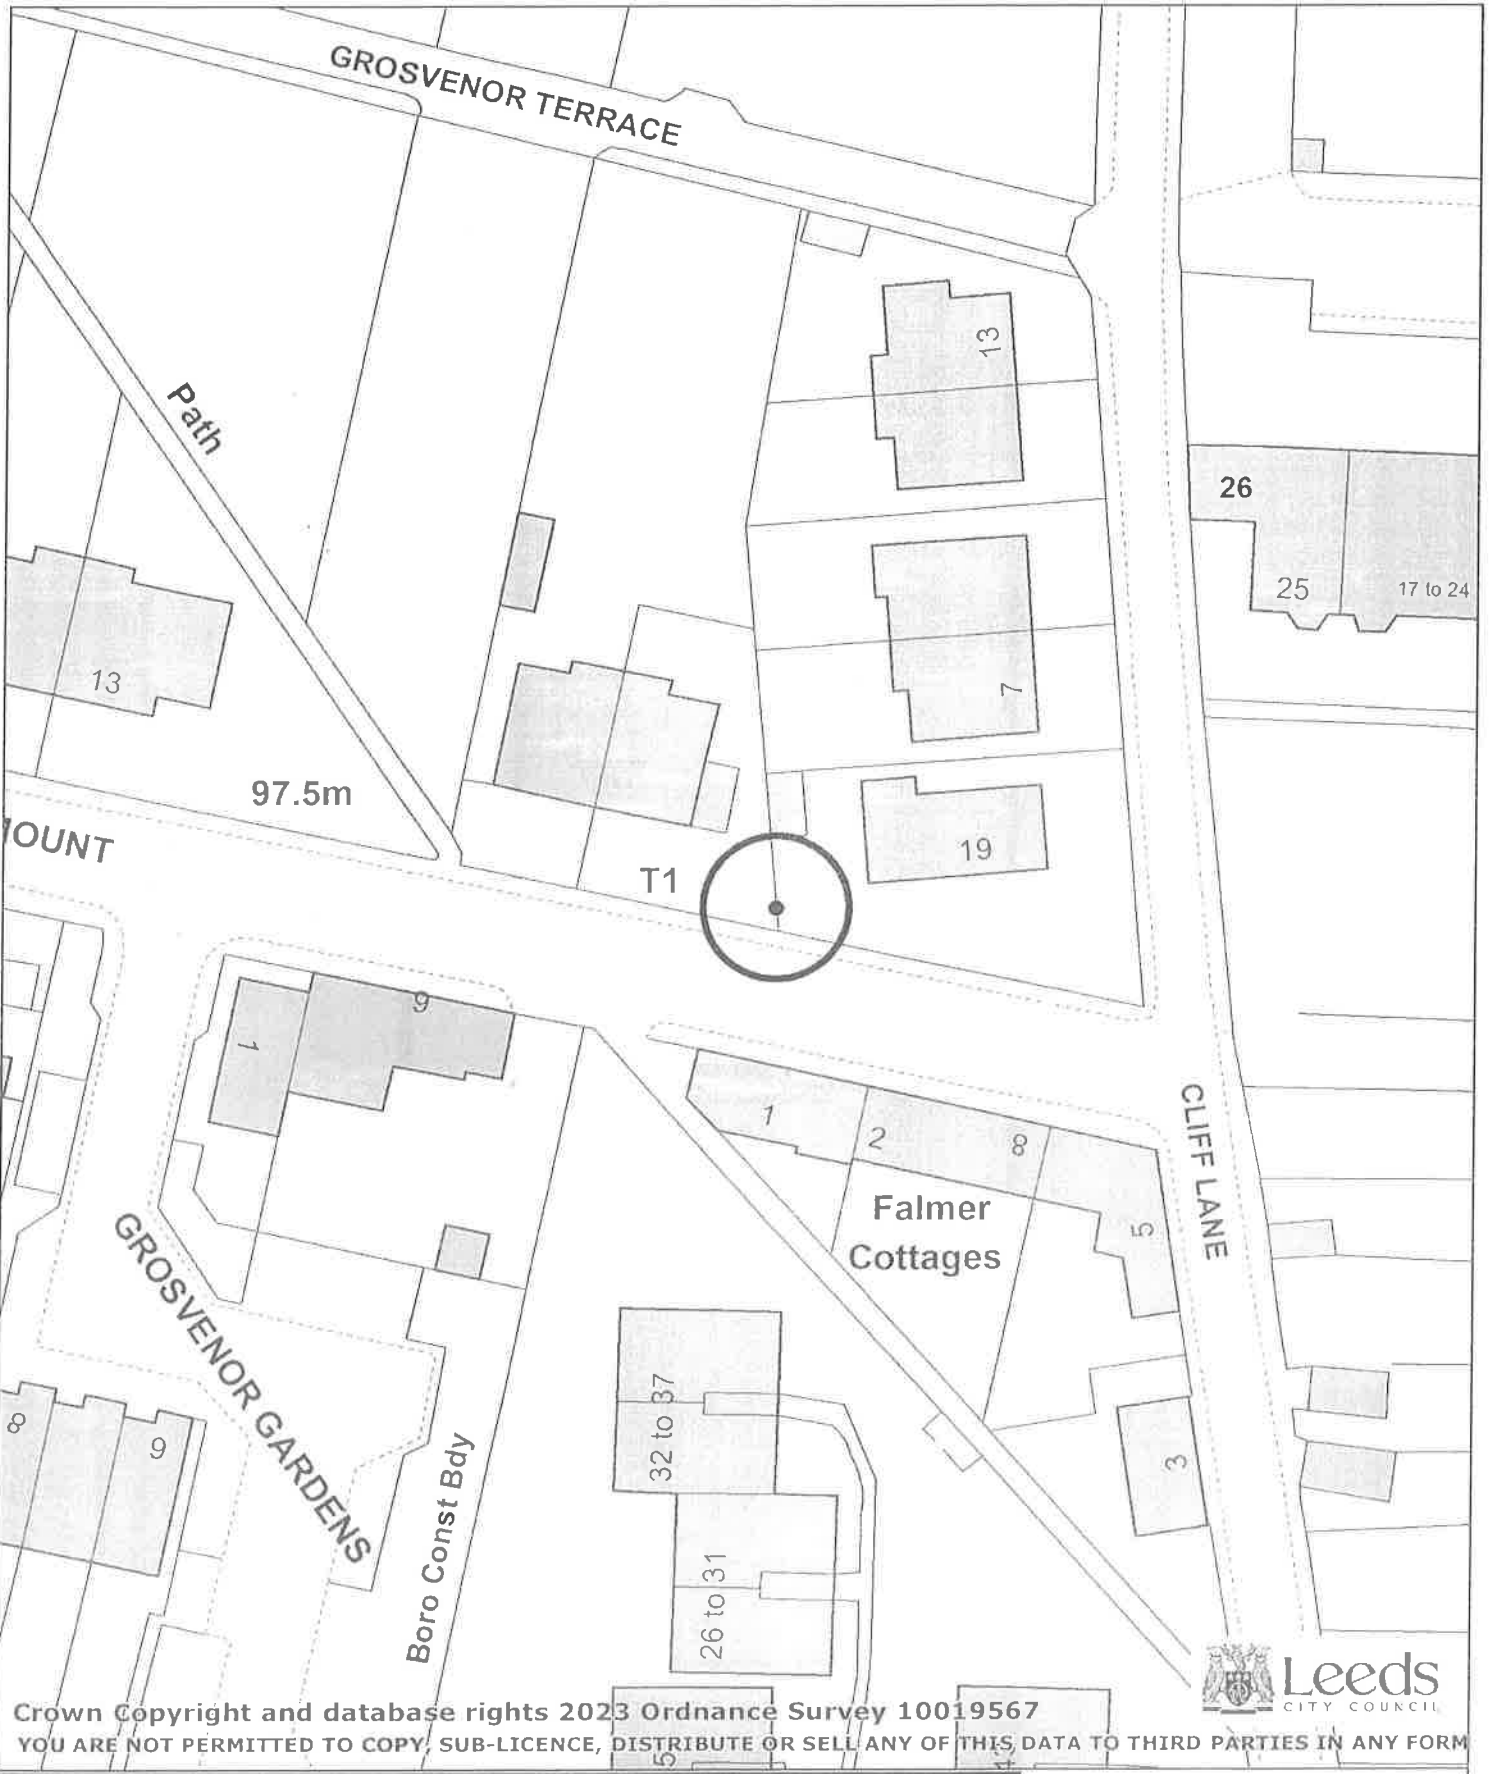 GROSVENOR TERRACE
13
Path
26
25
17 to 24
13
7
97.5m
19
T1
9
1
1
2
8
CLIFF LANE
Falmer
Cottages
5
GROSVENOR GARDENS
32 to 37
8
9
3
Boro Const Bdy
26 to 31
Leeds
CITY COUNCIL
Crown Copyright and database rights 2023 Ordnance Survey 10019567
YOU ARE NOT PERMITTED TO COPY, SUB-LICENCE, DISTRIBUTE OR SELL ANY OF THIS DATA TO THIRD PARTIES IN ANY FORM